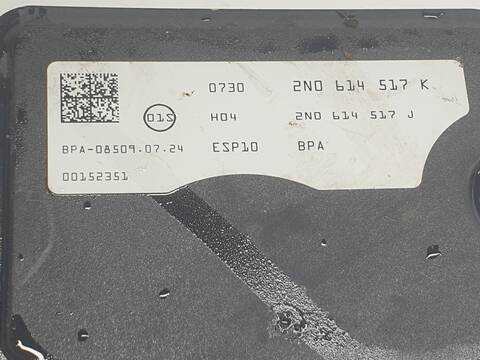 0730 2N0 614 517 K
01S H04 2N0 614 517 J
BPA-08509.07.24 ESP10 BPA
00152351